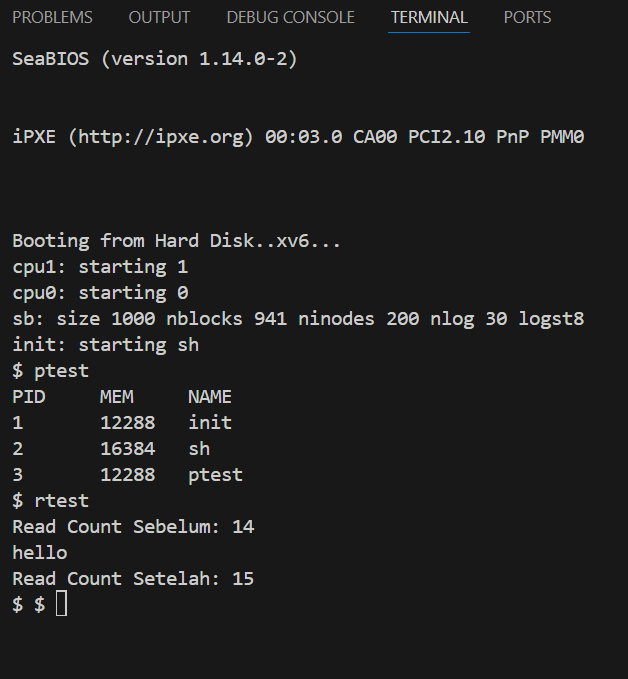 PROBLEMS OUTPUT DEBUG CONSOLE TERMINAL PORTS
SeaBIOS (version 1.14.0-2)
iPXE (http://ipxe.org) 00:03.0 CA00 PCI2.10 PnP PMM0
Booting from Hard Disk..xv6...
cpu1: starting 1
cpu0: starting 0
sb: size 1000 nblocks 941 ninodes 200 nlog 30 logst8
init: starting sh
$ ptest
PID MEM NAME
1 12288 init
2 16384 sh
3 12288 ptest
$ rtest
Read Count Sebelum: 14
hello
Read Count Setelah: 15
$ $